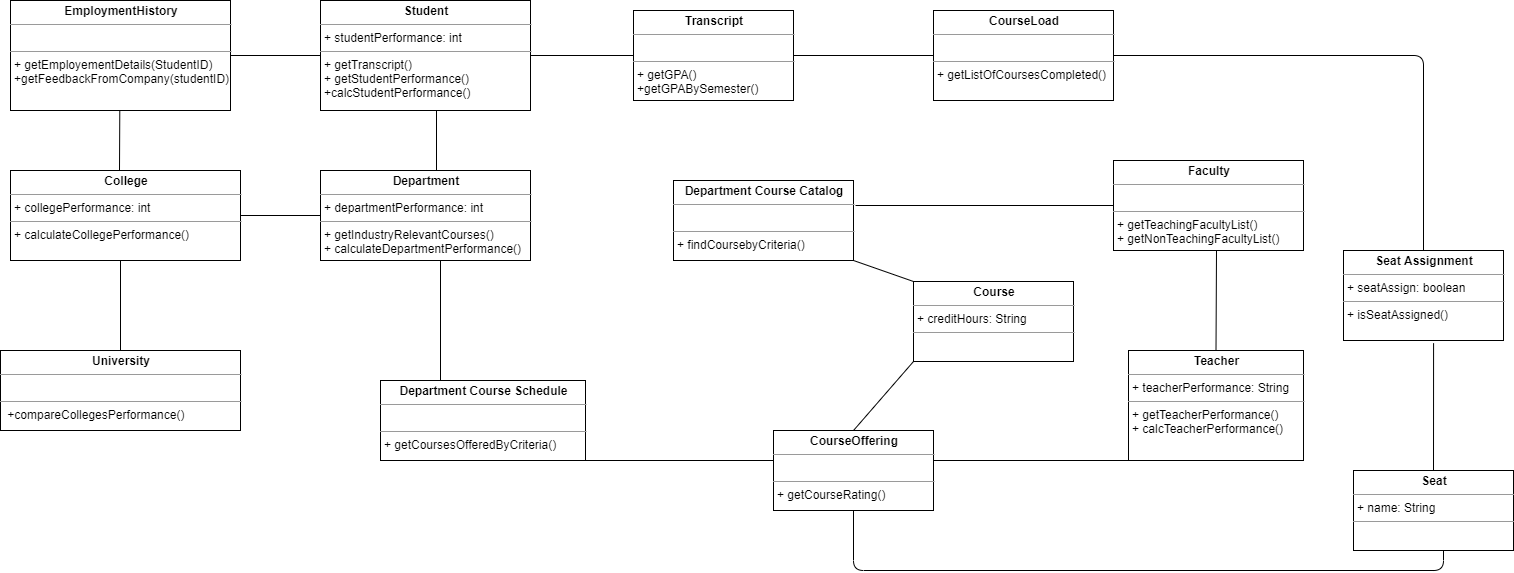 EmploymentHistory
+ getEmployementDetails(StudentID)
+getFeedbackFromCompany(studentID)
Student
+ studentPerformance: int
+ getTranscript()
+ getStudentPerformance()
+calcStudentPerformance()
Transcript
+ getGPA()
+getGPABySemester()
CourseLoad
+ getListOfCoursesCompleted()
College
+ collegePerformance: int
+ calculateCollegePerformance()
Department
+ departmentPerformance: int
+ getIndustryRelevantCourses()
+ calculateDepartmentPerformance()
Department Course Catalog
+ findCoursebyCriteria()
Faculty
+ getTeachingFacultyList()
+ getNonTeachingFacultyList()
Seat Assignment
+ seatAssign: boolean
+ isSeatAssigned()
Course
+ creditHours: String
University
+compareCollegesPerformance()
Department Course Schedule
+ getCoursesOfferedByCriteria()
Teacher
+ teacherPerformance: String
+ getTeacherPerformance()
+ calcTeacherPerformance()
CourseOffering
+ getCourseRating()
Seat
+ name: String